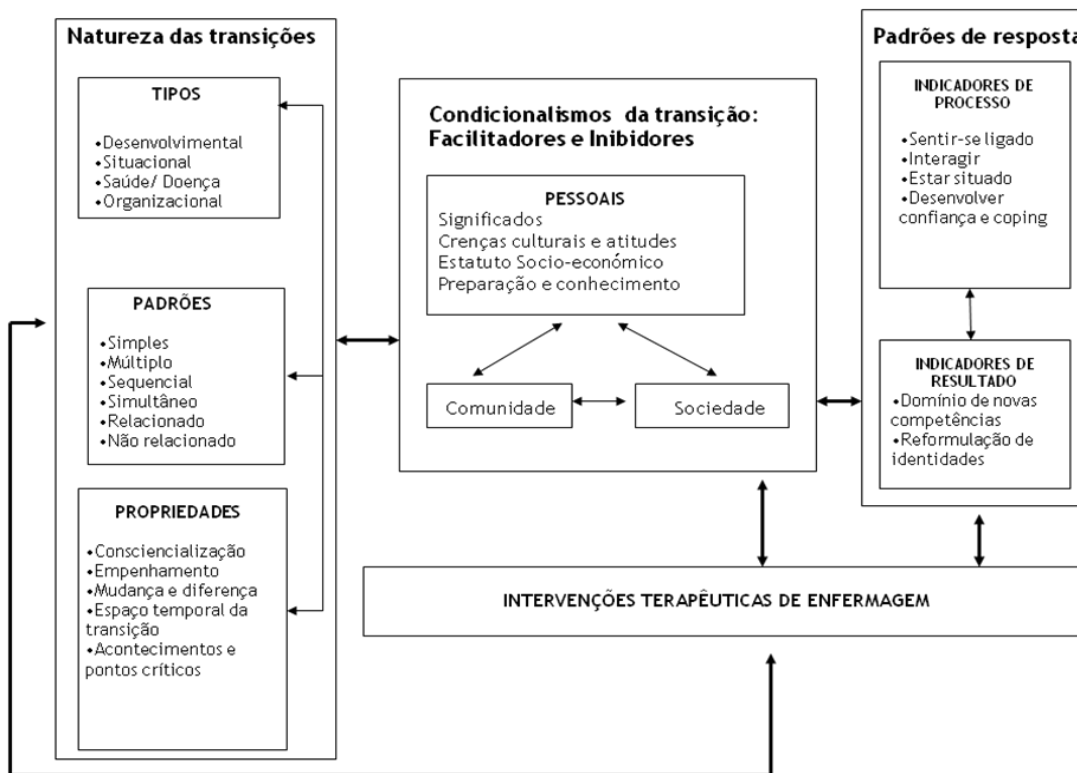 Natureza das transições
TIPOS
•Desenvolvimental
•Situacional
•Saúde/ Doença
•Organizacional
PADRÕES
•Simples
•Múltiplo
•Sequencial
•Simultâneo
•Relacionado
•Não relacionado
PROPRIEDADES
•Consciencialização
•Empenhamento
•Mudança e diferença
•Espaço temporal da
transição
•Acontecimentos e
pontos críticos
Condicionalismos da transição:
Facilitadores e Inibidores
PESSOAIS
Significados
Crenças culturais e atitudes
Estatuto Socio-económico
Preparação e conhecimento
Comunidade
Sociedade
Padrões de resposta
INDICADORES DE
PROCESSO
•Sentir-se ligado
•Interagir
•Estar situado
•Desenvolver
confiança e coping
INDICADORES DE
RESULTADO
•Domínio de novas
competências
•Reformulação de
identidades
INTERVENÇÕES TERAPÊUTICAS DE ENFERMAGEM